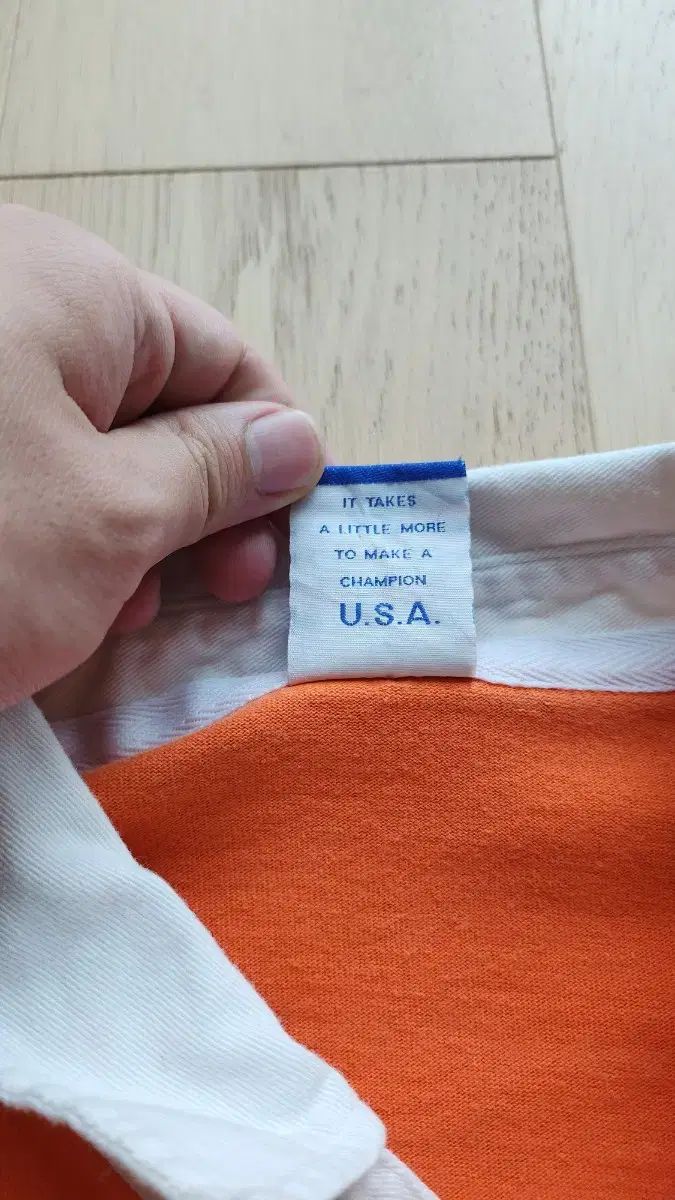 IT TAKES
A LITTLE MORE
TO MAKE A
CHAMPION
U.S.A.